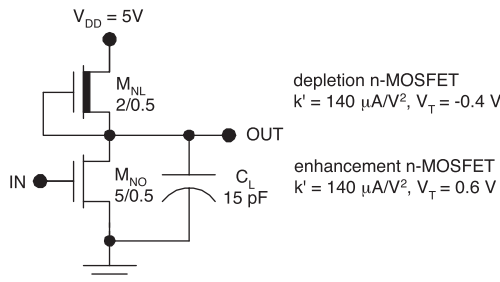 V_DD = 5V
M_NL
2/0.5
depletion n-MOSFET
k' = 140 μA/V², V_T = -0.4 V
OUT
IN
M_NO
5/0.5
C_L
15 pF
enhancement n-MOSFET
k' = 140 μA/V², V_T = 0.6 V